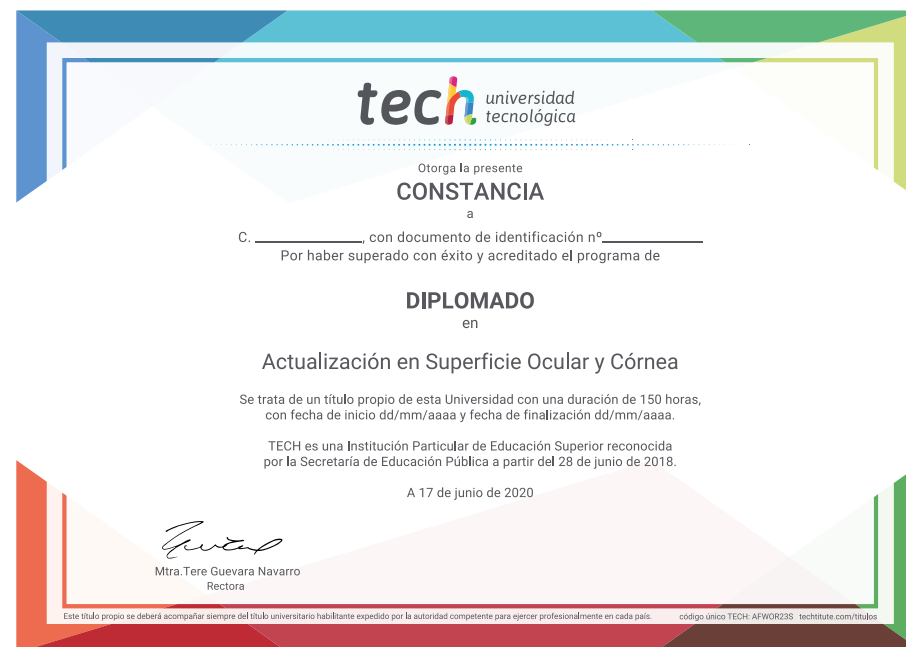 tech universidad
tecnológica
Otorga la presente
CONSTANCIA
a
C. ____________, con documento de identificación nº____________
Por haber superado con éxito y acreditado el programa de
DIPLOMADO
en
Actualización en Superficie Ocular y Córnea
Se trata de un título propio de esta Universidad con una duración de 150 horas,
con fecha de inicio dd/mm/aaaa y fecha de finalización dd/mm/aaaa.
TECH es una Institución Particular de Educación Superior reconocida
por la Secretaría de Educación Pública a partir del 28 de junio de 2018.
A 17 de junio de 2020
Mtra.Tere Guevara Navarro
Rectora
Este título propio se deberá acompañar siempre del título universitario habilitante expedido por la autoridad competente para ejercer profesionalmente en cada país. código único TECH: AFWOR23S techtitute.com/titulos